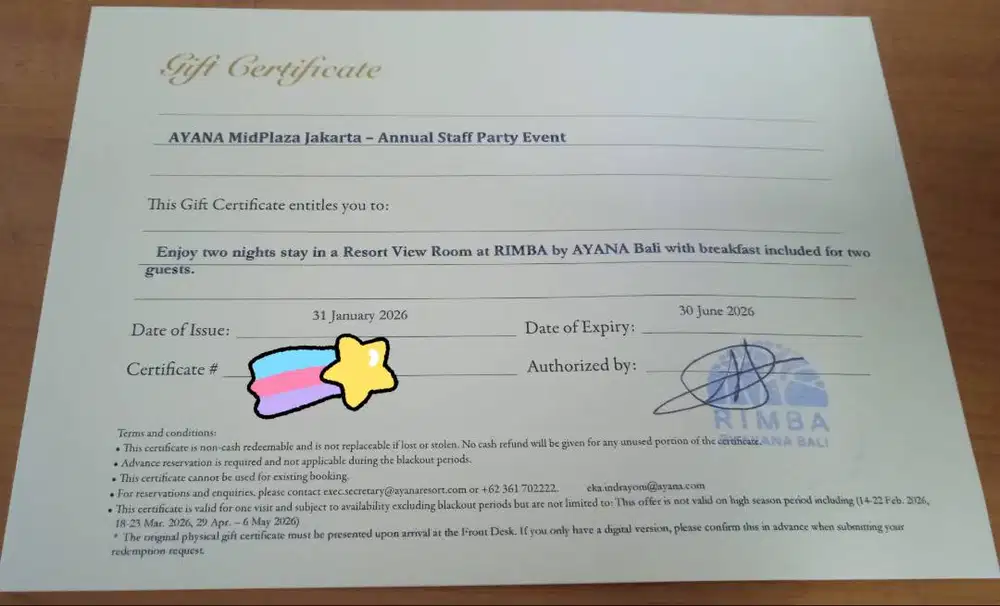 Gift Certificate
AYANA MidPlaza Jakarta – Annual Staff Party Event
This Gift Certificate entitles you to:
Enjoy two nights stay in a Resort View Room at RIMBA by AYANA Bali with breakfast included for two
guests.
Date of Issue: 31 January 2026 Date of Expiry: 30 June 2026
Certificate # Authorized by:
RIMBA
BALI
Terms and conditions:
• This certificate is non-cash redeemable and is not replaceable if lost or stolen. No cash refund will be given for any unused portion of the certificate.
• Advance reservation is required and not applicable during the blackout periods.
• This certificate cannot be used for existing booking.
• For reservations and enquiries, please contact exec.secretary@ayanaresort.com or +62 361 702222. eka.indrayom@ayana.com
• This certificate is valid for one visit and subject to availability excluding blackout periods but are not limited to: This offer is not valid on high season period including (14-22 Feb. 2026,
18-23 Mar. 2026, 29 Apr. – 6 May 2026)
* The original physical gift certificate must be presented upon arrival at the Front Desk. If you only have a digital version, please confirm this in advance when submitting your
redemption request.